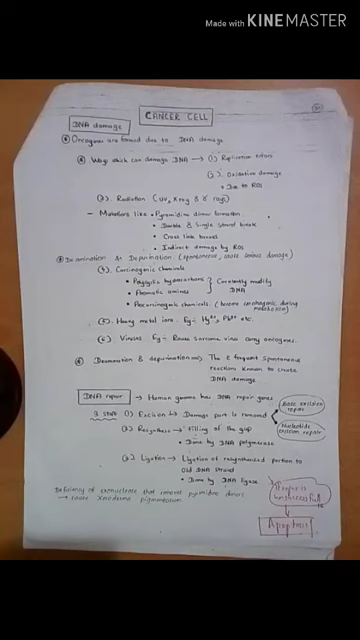 Made with KINEMASTER
CANCER CELL
DNA damage
Oncogenes are formed due to DNA damage
Ways which can damage DNA → (1) Replication errors
(2). Oxidative damage
• Due to ROS
(3). Radiation (UV, X ray & γ rays)
– Mutations like • Pyrimidine dimer formation
• Double & Single strand break
• Cross link breaks
• Indirect damage by ROS
Deamination & Depurination (spontaneous, cause serious damage)
(4). Carcinogenic chemicals
• Polycyclic hydrocarbons
• Aromatic amines
Covalently modify DNA
• Procarcinogenic chemicals (become carcinogenic during metabolism)
(5). Heavy metal ions. Eg:- Hg²⁺, Pb²⁺ etc.
(6). Viruses Eg:- Rous Sarcoma virus carry oncogenes.
Deamination & depurination → The 2 frequent spontaneous
reactions known to create
DNA damage
DNA repair → Human genome has DNA repair genes
3 steps (1) Excision → Damage part is removed
Base excision repair
Nucleotide excision repair
(2) Resynthesis → Filling of the gap
• Done by DNA polymerase
(3) Ligation → Ligation of resynthesized portion to
old DNA strand
• Done by DNA ligase
If repair is unsuccessful
Apoptosis
Deficiency of exonuclease that removes pyrimidine dimers
→ cause Xeroderma pigmentosum